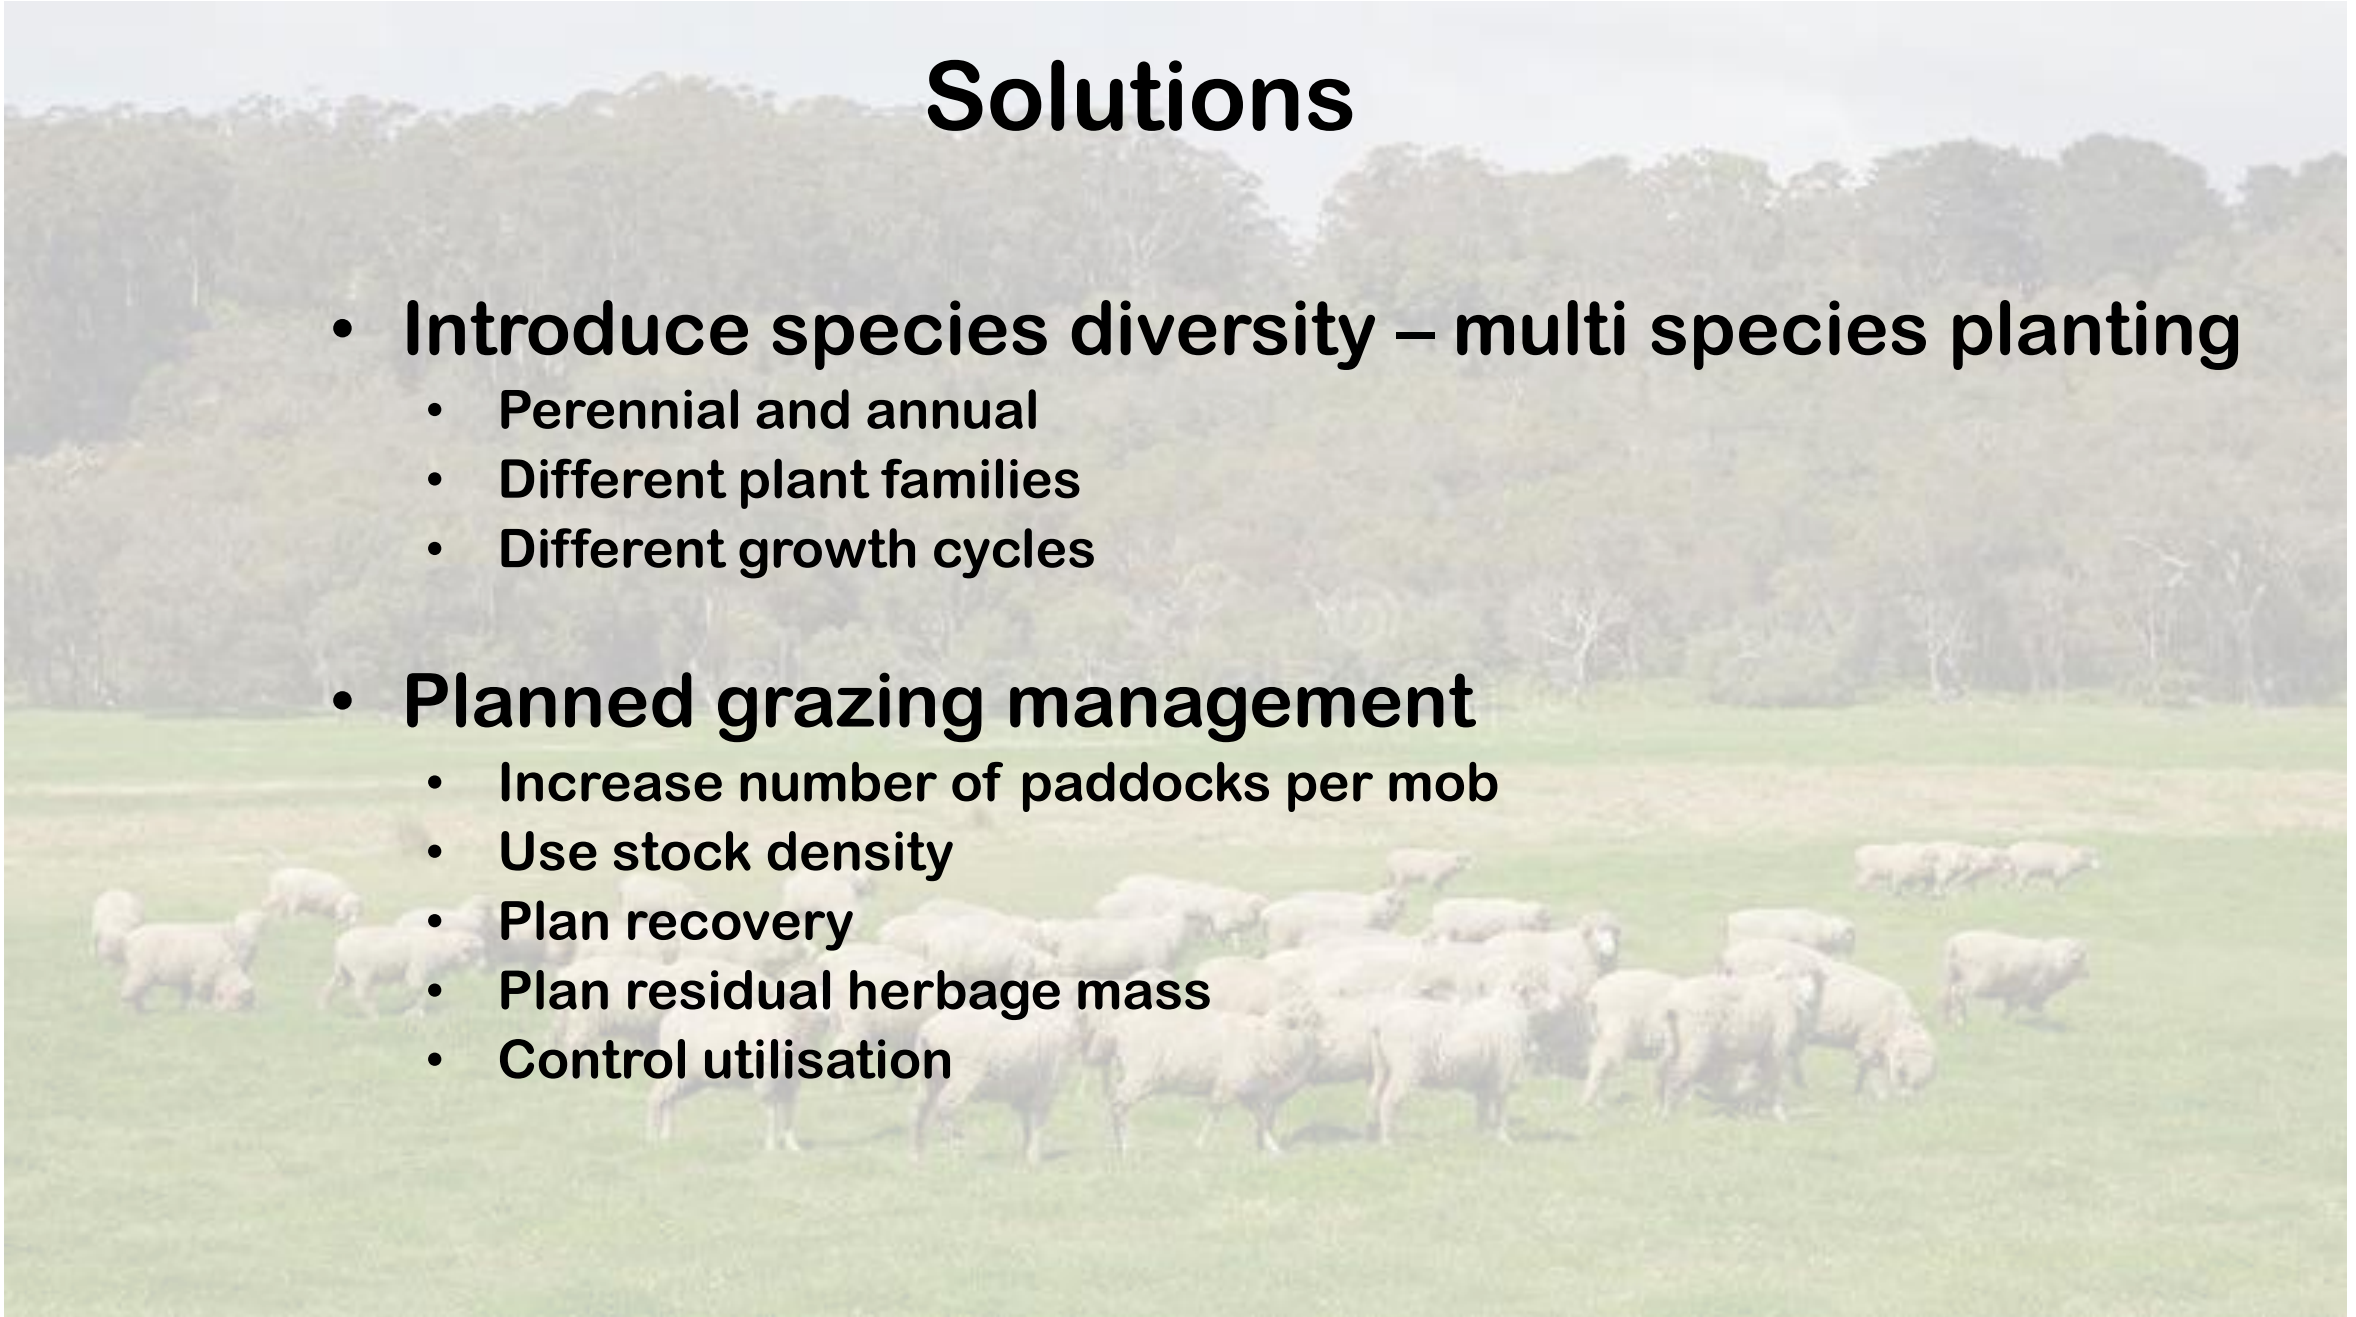 Solutions
• Introduce species diversity – multi species planting
• Perennial and annual
• Different plant families
• Different growth cycles
• Planned grazing management
• Increase number of paddocks per mob
• Use stock density
• Plan recovery
• Plan residual herbage mass
• Control utilisation